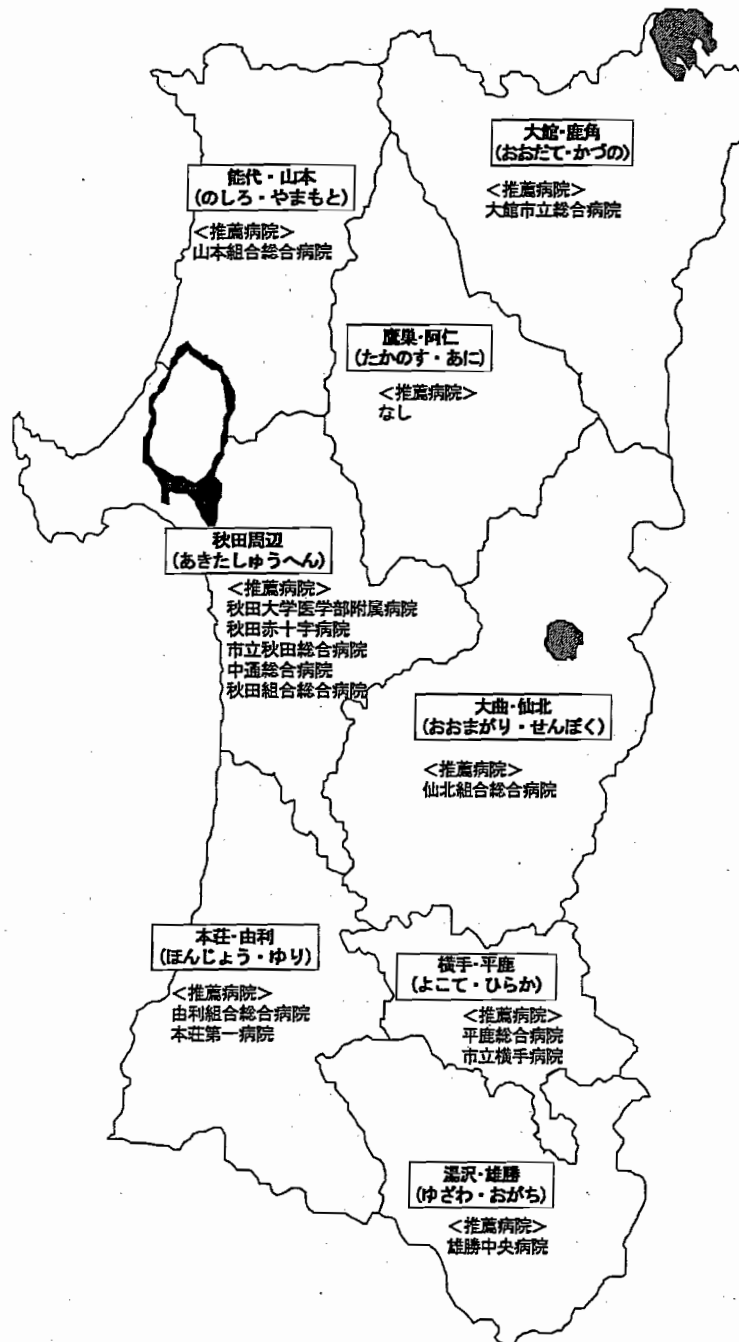 大館・鹿角
(おおだて・かづの)
<推薦病院>
大館市立総合病院
能代・山本
(のしろ・やまもと)
<推薦病院>
山本組合総合病院
鷹巣・阿仁
(たかのす・あに)
<推薦病院>
なし
秋田周辺
(あきたしゅうへん)
<推薦病院>
秋田大学医学部附属病院
秋田赤十字病院
市立秋田総合病院
中通総合病院
秋田組合総合病院
大曲・仙北
(おおまがり・せんぼく)
<推薦病院>
仙北組合総合病院
本荘・由利
(ほんじょう・ゆり)
<推薦病院>
由利組合総合病院
本荘第一病院
横手・平鹿
(よこて・ひらか)
<推薦病院>
平鹿総合病院
市立横手病院
湯沢・雄勝
(ゆざわ・おがち)
<推薦病院>
雄勝中央病院